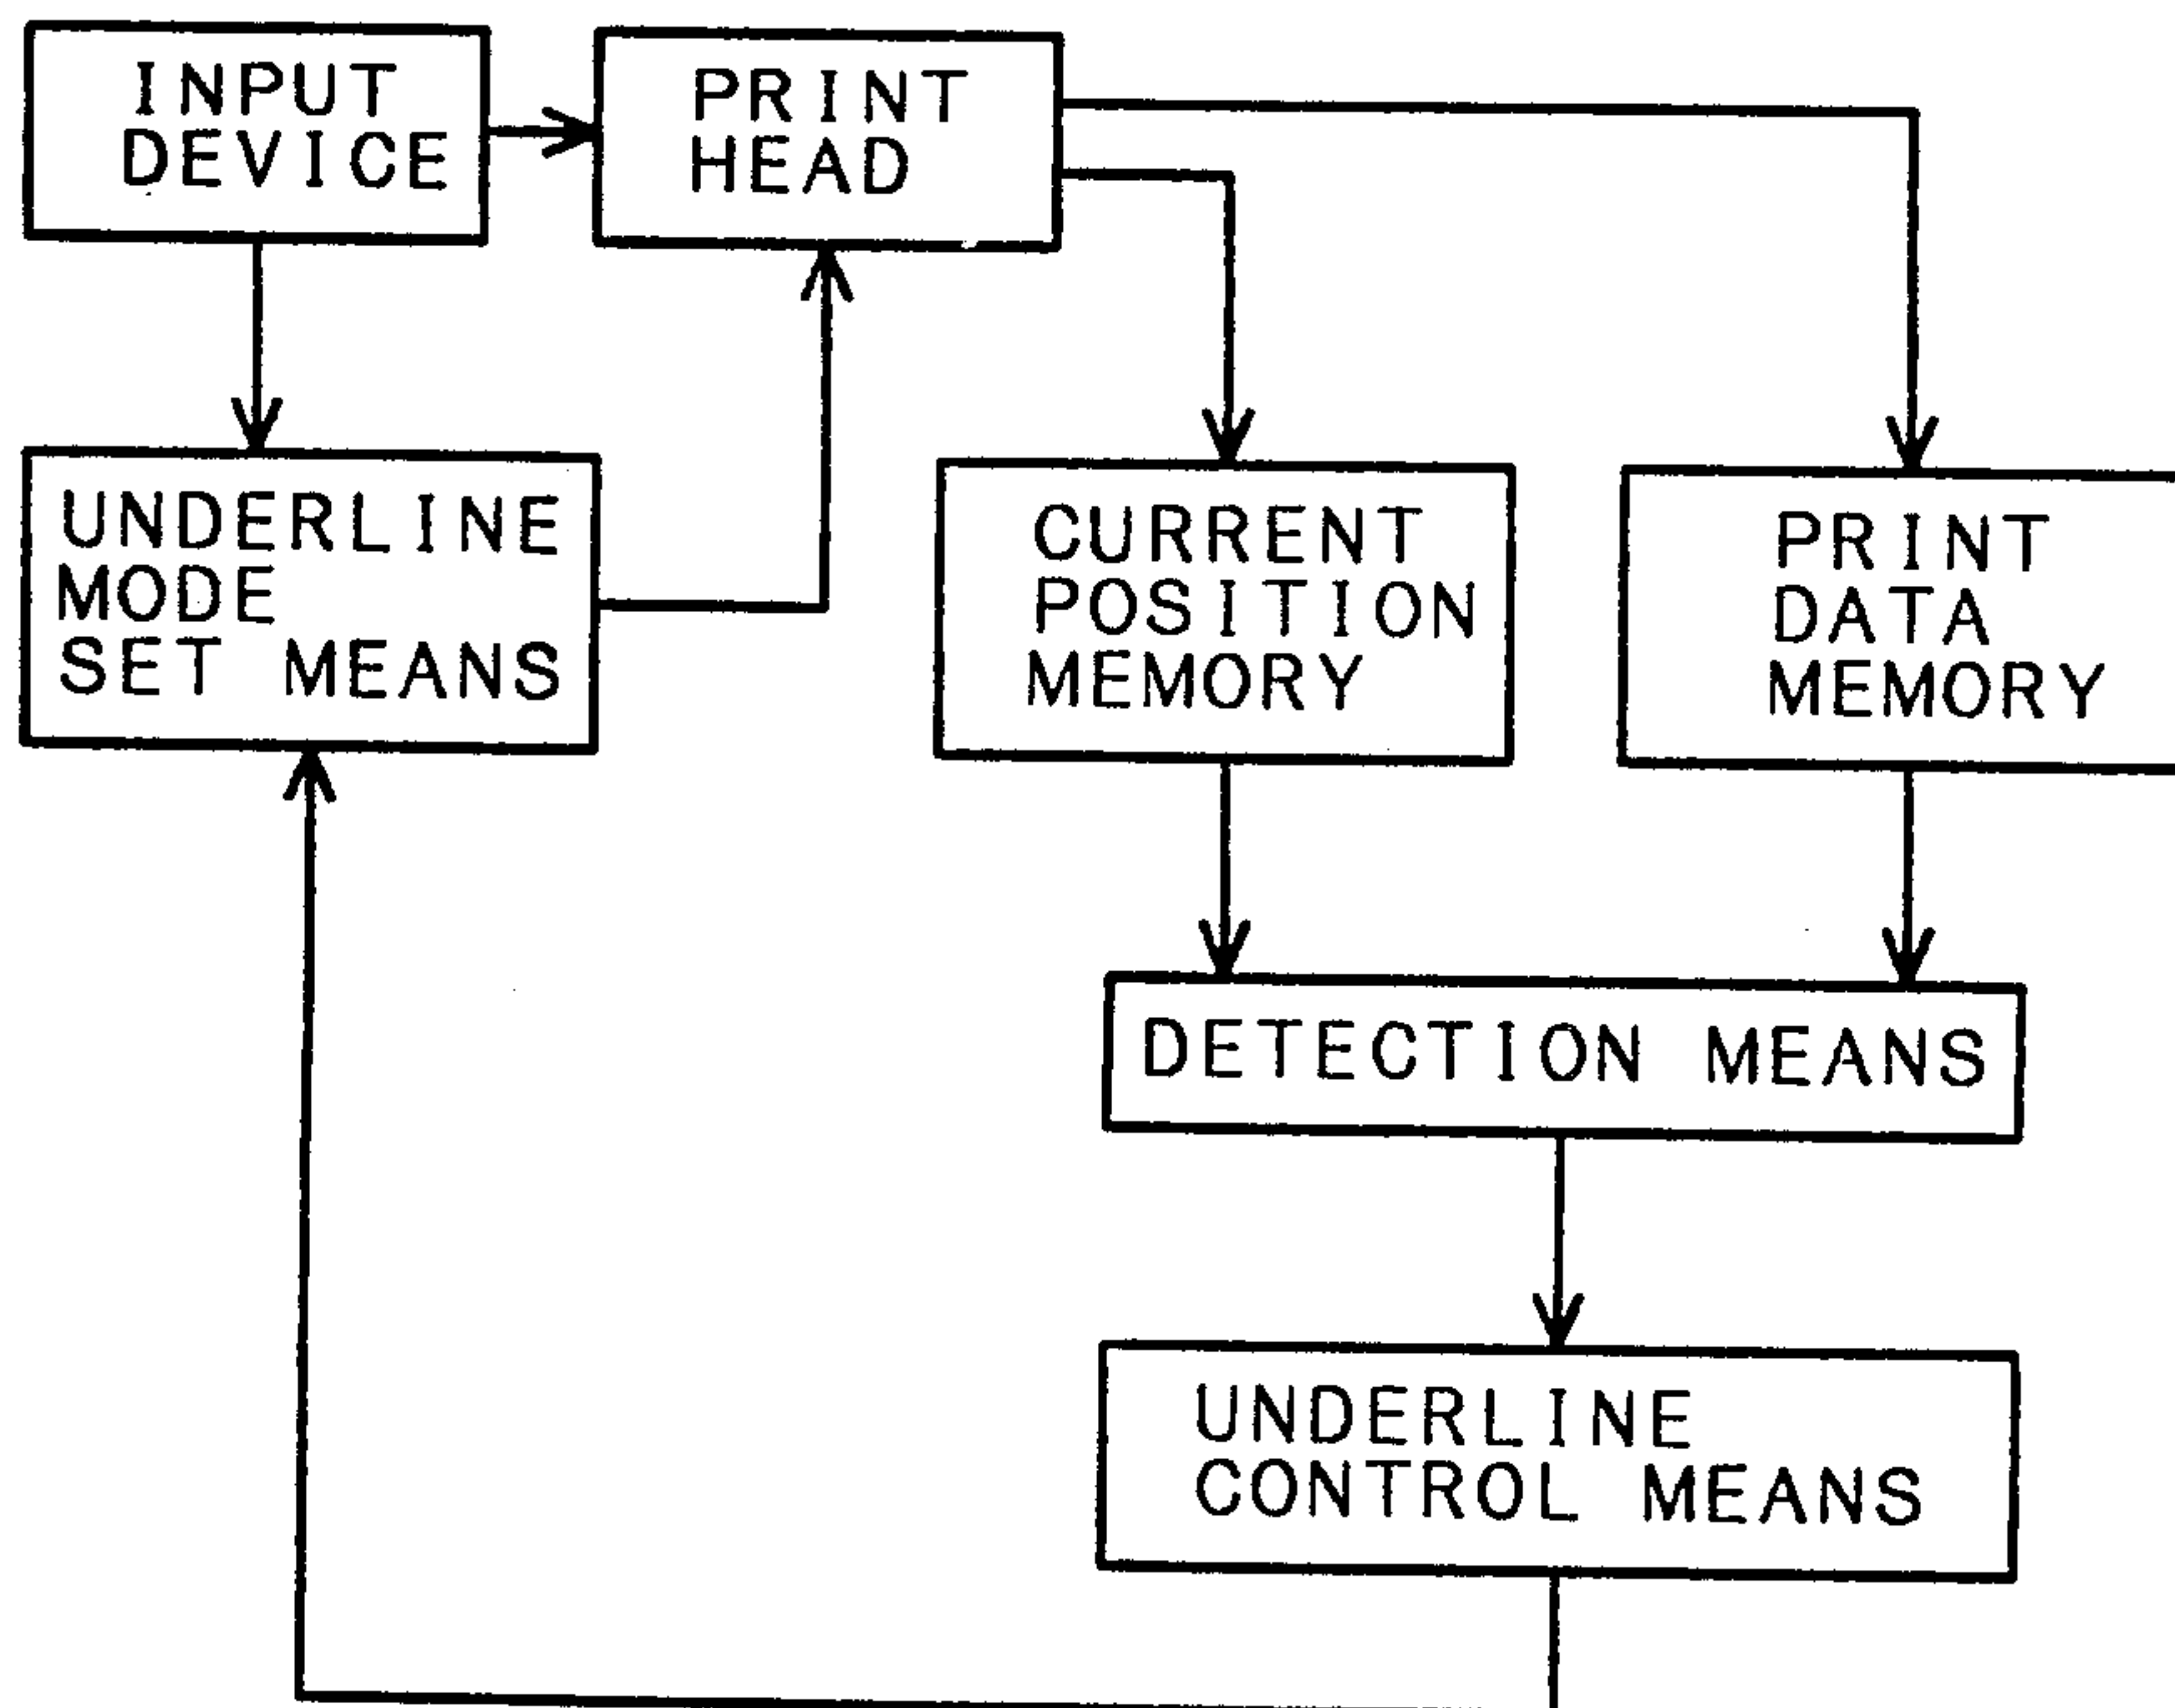 INPUT
DEVICE
PRINT
HEAD
UNDERLINE
MODE
SET MEANS
CURRENT
POSITION
MEMORY
PRINT
DATA
MEMORY
DETECTION MEANS
UNDERLINE
CONTROL MEANS